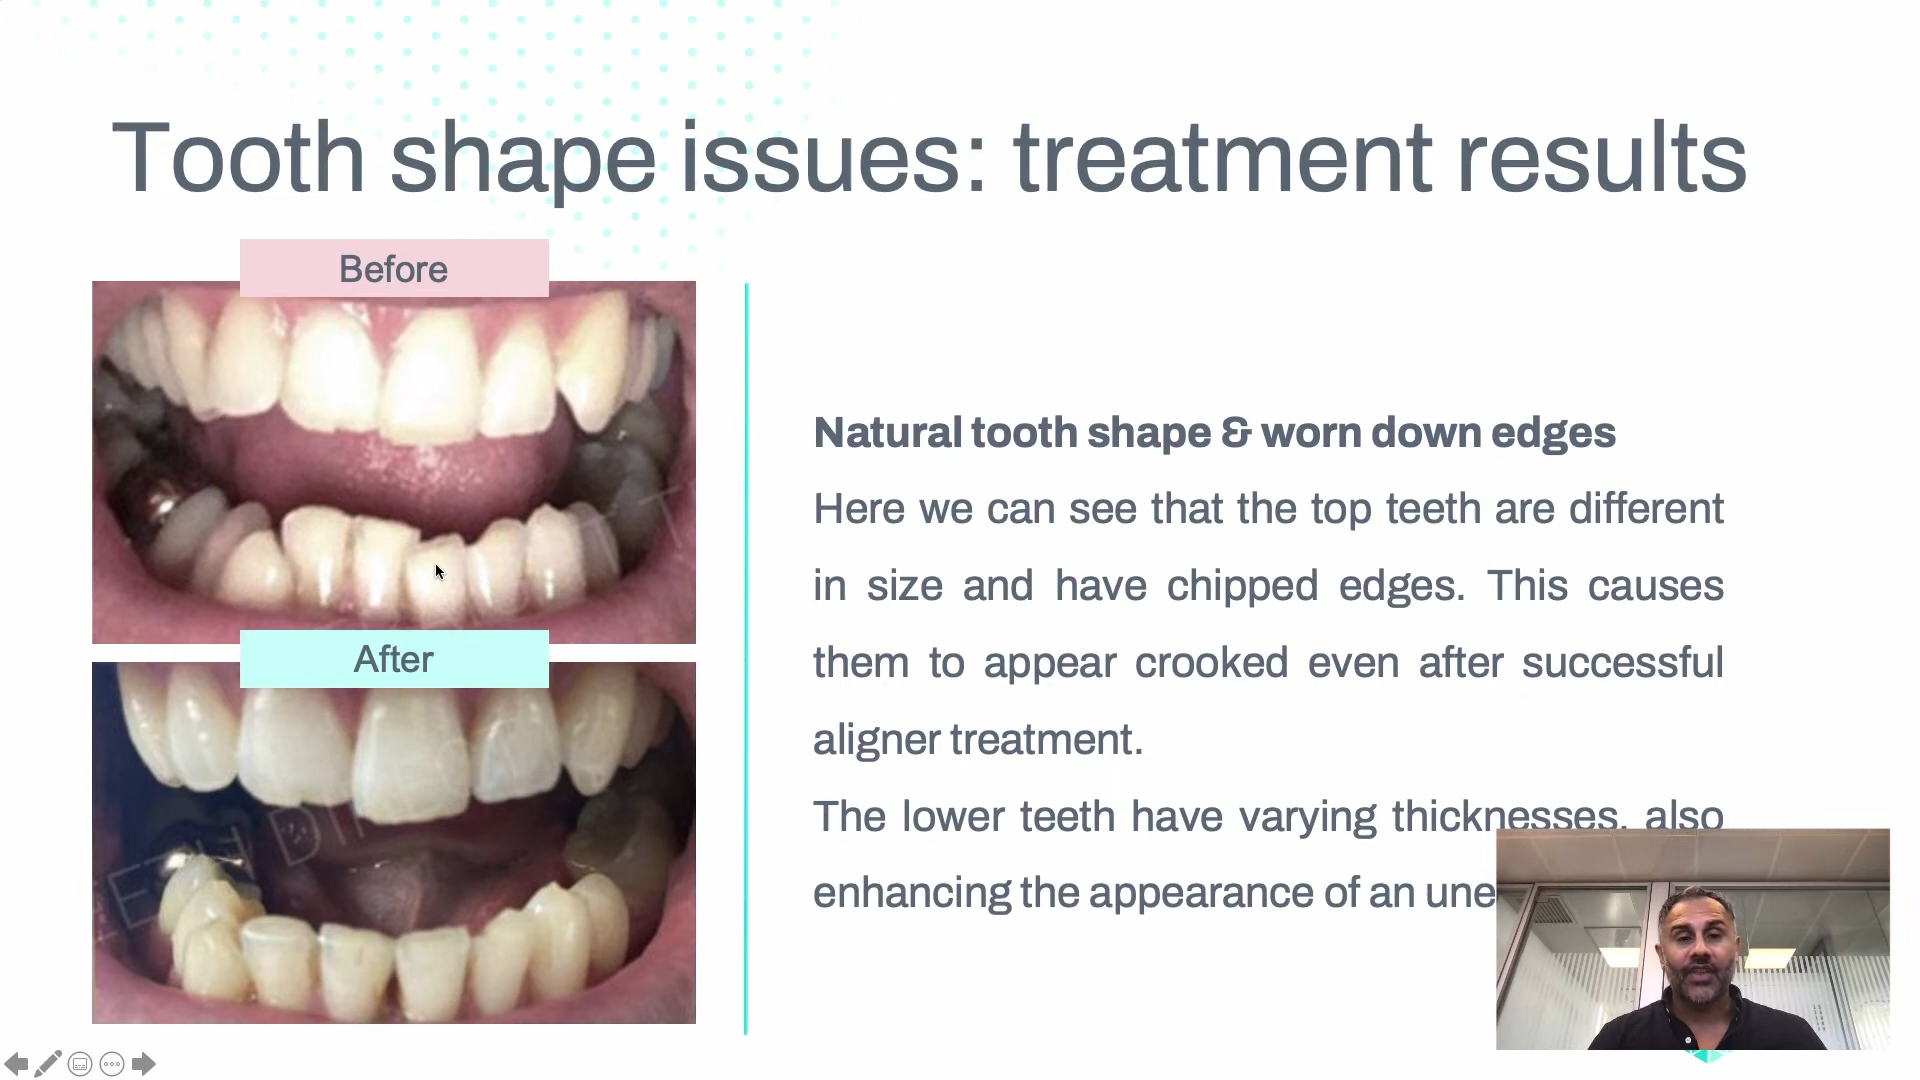 Tooth shape issues: treatment results
Before
After
Natural tooth shape & worn down edges
Here we can see that the top teeth are different
in size and have chipped edges. This causes
them to appear crooked even after successful
aligner treatment.
The lower teeth have varying thicknesses, also
enhancing the appearance of an